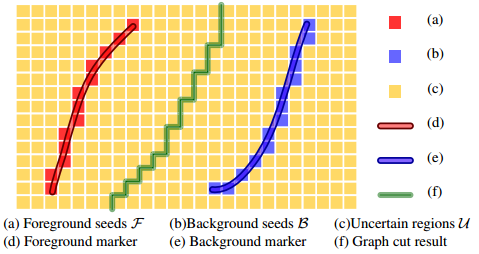 (a)
(b)
(c)
(d)
(e)
(f)
(a) Foreground seeds ℱ (b)Background seeds ℬ (c)Uncertain regions 𝒰
(d) Foreground marker (e) Background marker (f) Graph cut result